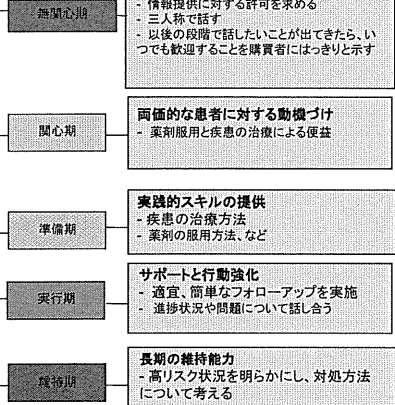 無関心期
- 情報提供に対する許可を求める
- 三人称で話す
- 以後の段階で話したいことが出てきたら、い
つでも歓迎することを購買者にはっきりと示す
関心期
両価的な患者に対する動機づけ
- 薬剤服用と疾患の治療による便益
準備期
実践的スキルの提供
- 疾患の治療方法
- 薬剤の服用方法、など
実行期
サポートと行動強化
- 適宜、簡単なフォローアップを実施
- 進捗状況や問題について話し合う
維持期
長期の維持能力
- 高リスク状況を明らかにし、対処方法
について考える